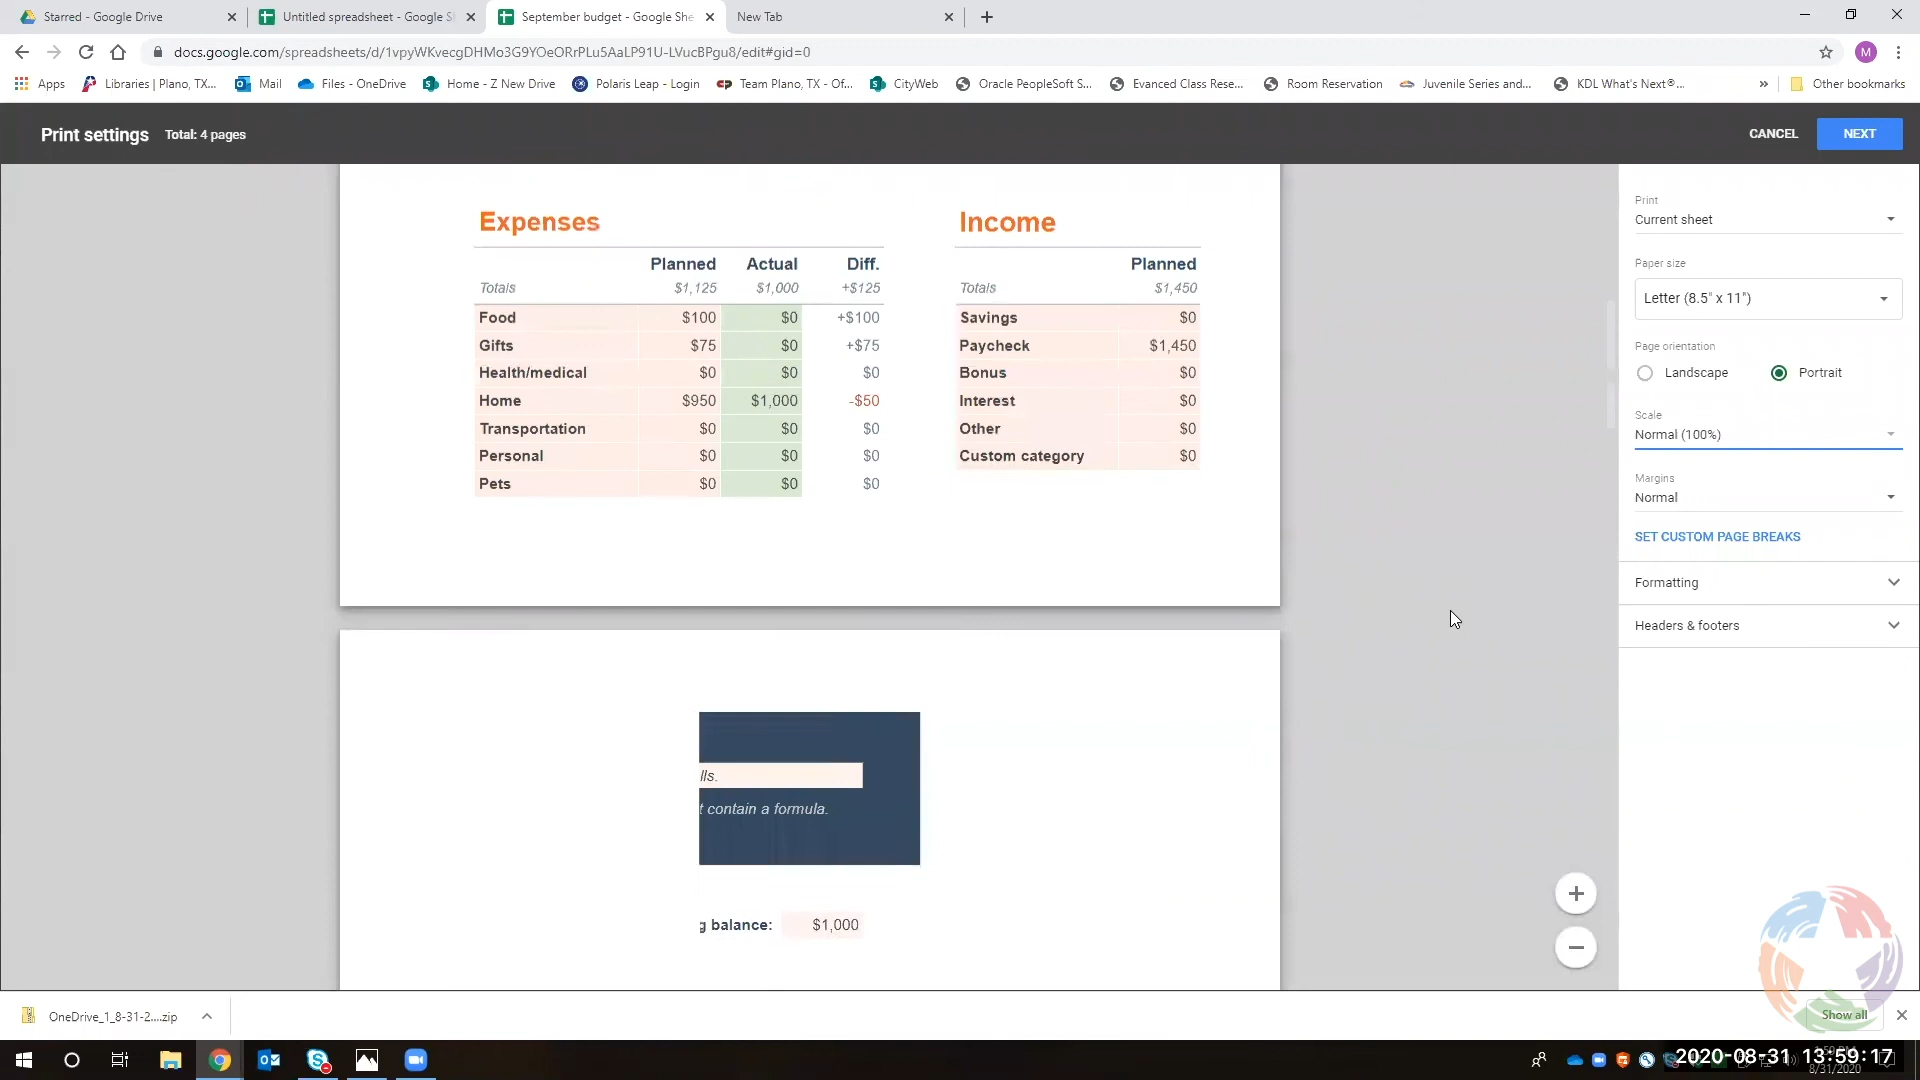 Starred - Google Drive
Untitled spreadsheet - Google S
September budget - Google She
New Tab
docs.google.com/spreadsheets/d/1vpyWKvecgDHMo3G9YOeORrPLu5AaLP91U-LVucBPgu8/edit#gid=0
M
Apps
Libraries | Plano, TX...
Mail
Files - OneDrive
Home - Z New Drive
Polaris Leap - Login
Team Plano, TX - Of...
CityWeb
Oracle PeopleSoft S...
Evanced Class Rese...
Room Reservation
Juvenile Series and...
KDL What's Next®...
»
Other bookmarks
Print settings Total: 4 pages
CANCEL
NEXT
Expenses
Planned Actual Diff.
Totals $1,125 $1,000 +$125
Food $100 $0 +$100
Gifts $75 $0 +$75
Health/medical $0 $0 $0
Home $950 $1,000 -$50
Transportation $0 $0 $0
Personal $0 $0 $0
Pets $0 $0 $0
Income
Planned
Totals $1,450
Savings $0
Paycheck $1,450
Bonus $0
Interest $0
Other $0
Custom category $0
lls.
t contain a formula.
g balance: $1,000
Print
Current sheet
Paper size
Letter (8.5" x 11")
Page orientation
Landscape
Portrait
Scale
Normal (100%)
Margins
Normal
SET CUSTOM PAGE BREAKS
Formatting
Headers & footers
OneDrive_1_8-31-2....zip
Show all
2020-08-31 13:59:17
8/31/2020